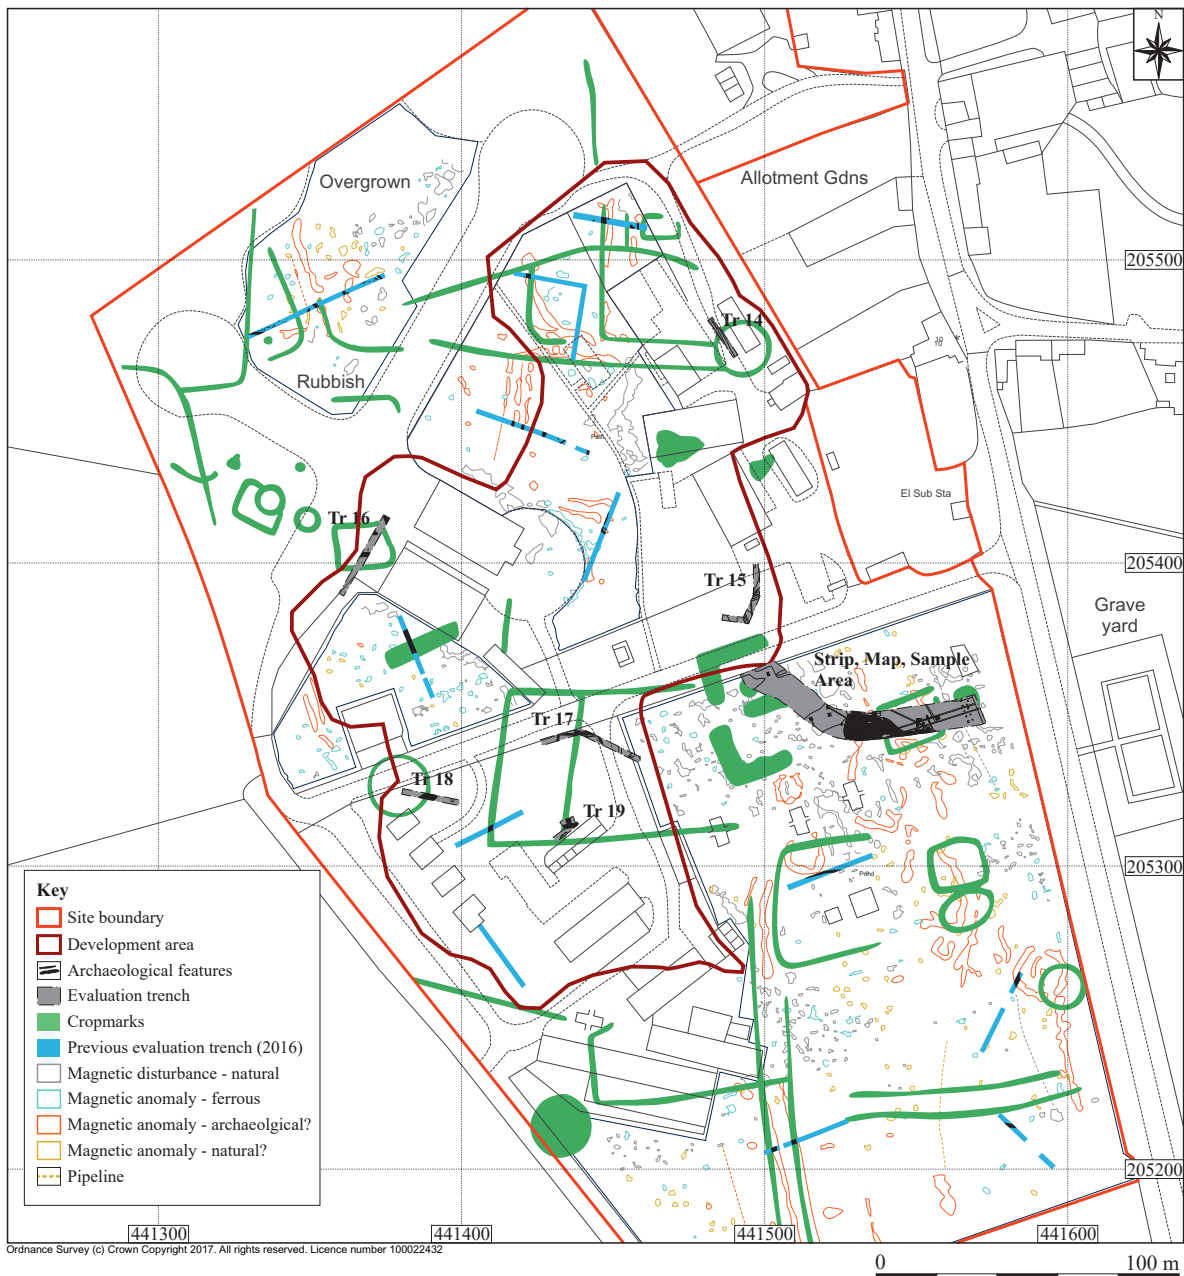 N
Overgrown
Allotment Gdns
205500
Tr 14
Rubbish
El Sub Sta
Tr 16
205400
Tr 15
Grave
yard
Strip, Map, Sample
Area
Tr 17
Tr 18
Tr 19
205300
Pond
Key
Site boundary
Development area
Archaeological features
Evaluation trench
Cropmarks
Previous evaluation trench (2016)
Magnetic disturbance - natural
Magnetic anomaly - ferrous
Magnetic anomaly - archaeolgical?
Magnetic anomaly - natural?
Pipeline
205200
441300
441400
441500
441600
Ordnance Survey (c) Crown Copyright 2017. All rights reserved. Licence number 100022432
0
100 m